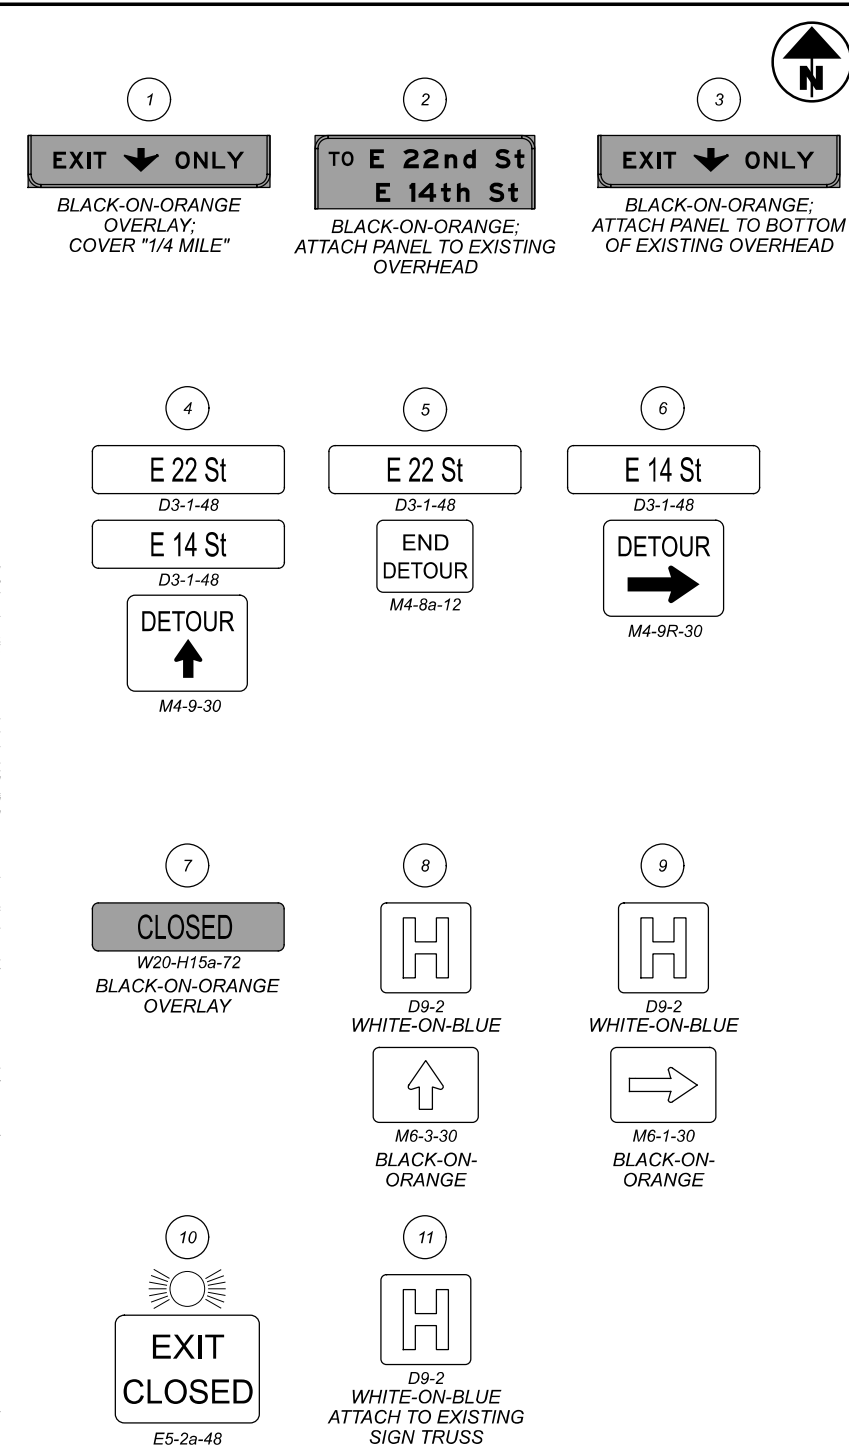 N
1
EXIT ONLY
BLACK-ON-ORANGE
OVERLAY;
COVER "1/4 MILE"
2
TO E 22nd St
E 14th St
BLACK-ON-ORANGE;
ATTACH PANEL TO EXISTING
OVERHEAD
3
EXIT ONLY
BLACK-ON-ORANGE;
ATTACH PANEL TO BOTTOM
OF EXISTING OVERHEAD
4
E 22 St
D3-1-48
E 14 St
D3-1-48
DETOUR
M4-9-30
5
E 22 St
D3-1-48
END
DETOUR
M4-8a-12
6
E 14 St
D3-1-48
DETOUR
M4-9R-30
7
CLOSED
W20-H15a-72
BLACK-ON-ORANGE
OVERLAY
8
H
D9-2
WHITE-ON-BLUE
M6-3-30
BLACK-ON-
ORANGE
9
H
D9-2
WHITE-ON-BLUE
M6-1-30
BLACK-ON-
ORANGE
10
EXIT
CLOSED
E5-2a-48
11
H
D9-2
WHITE-ON-BLUE
ATTACH TO EXISTING
SIGN TRUSS